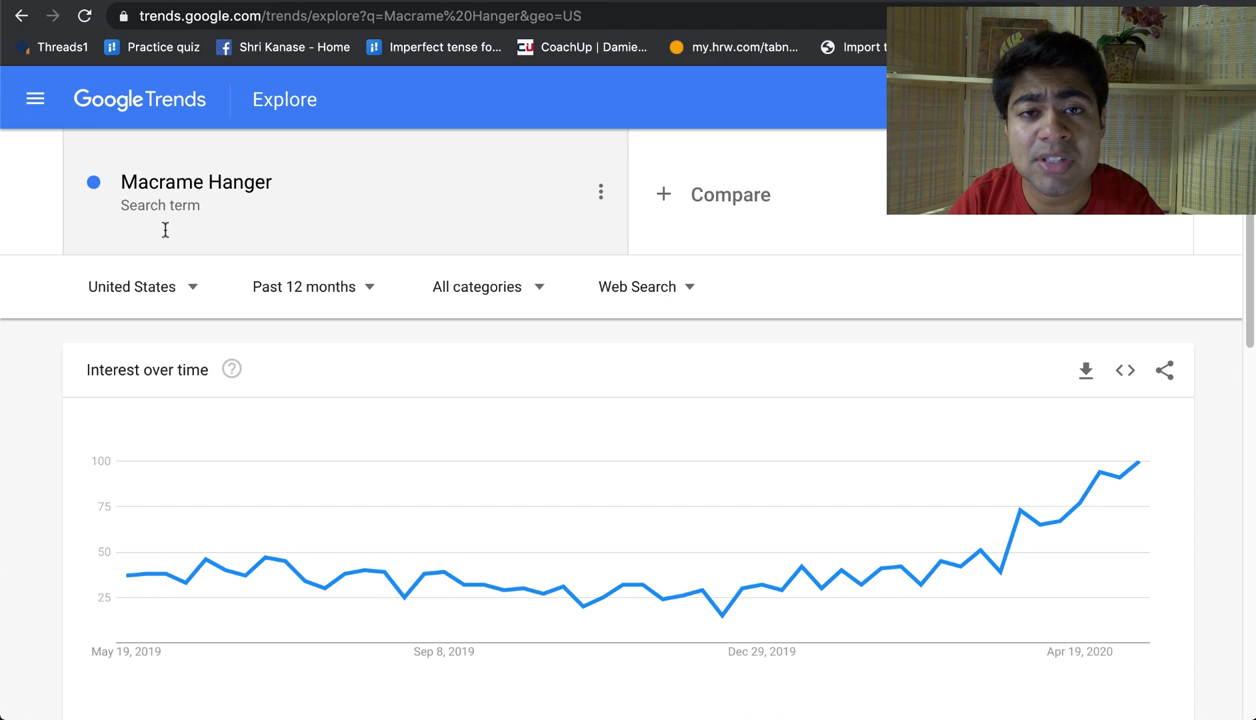 trends.google.com/trends/explore?q=Macrame%20Hanger&geo=US
Threads1 Practice quiz Shri Kanase - Home Imperfect tense fo... CoachUp | Damie... my.hrw.com/tabn... Import t
Google Trends Explore
Macrame Hanger
Search term
+ Compare
United States Past 12 months All categories Web Search
Interest over time ?
100
75
50
25
May 19, 2019 Sep 8, 2019 Dec 29, 2019 Apr 19, 2020